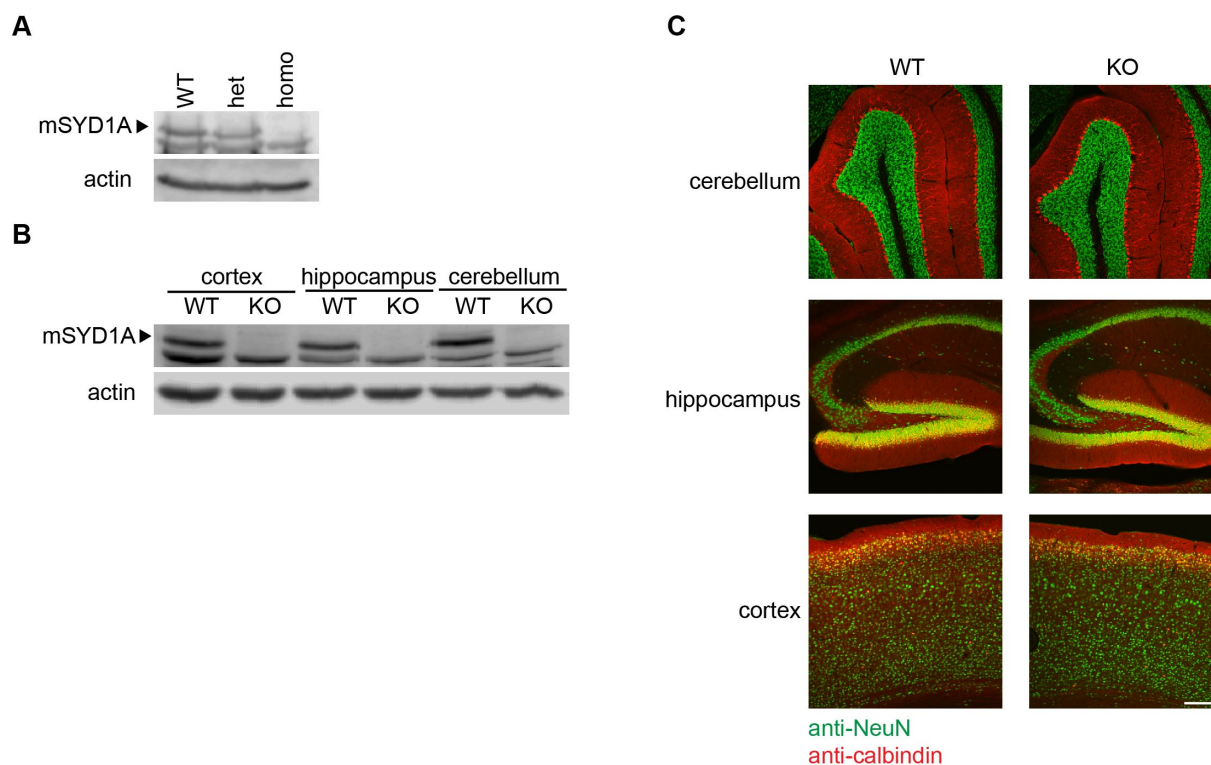 A
WT het homo
mSYD1A
actin
B
cortex hippocampus cerebellum
WT KO WT KO WT KO
mSYD1A
actin
C
WT KO
cerebellum
hippocampus
cortex
anti-NeuN
anti-calbindin